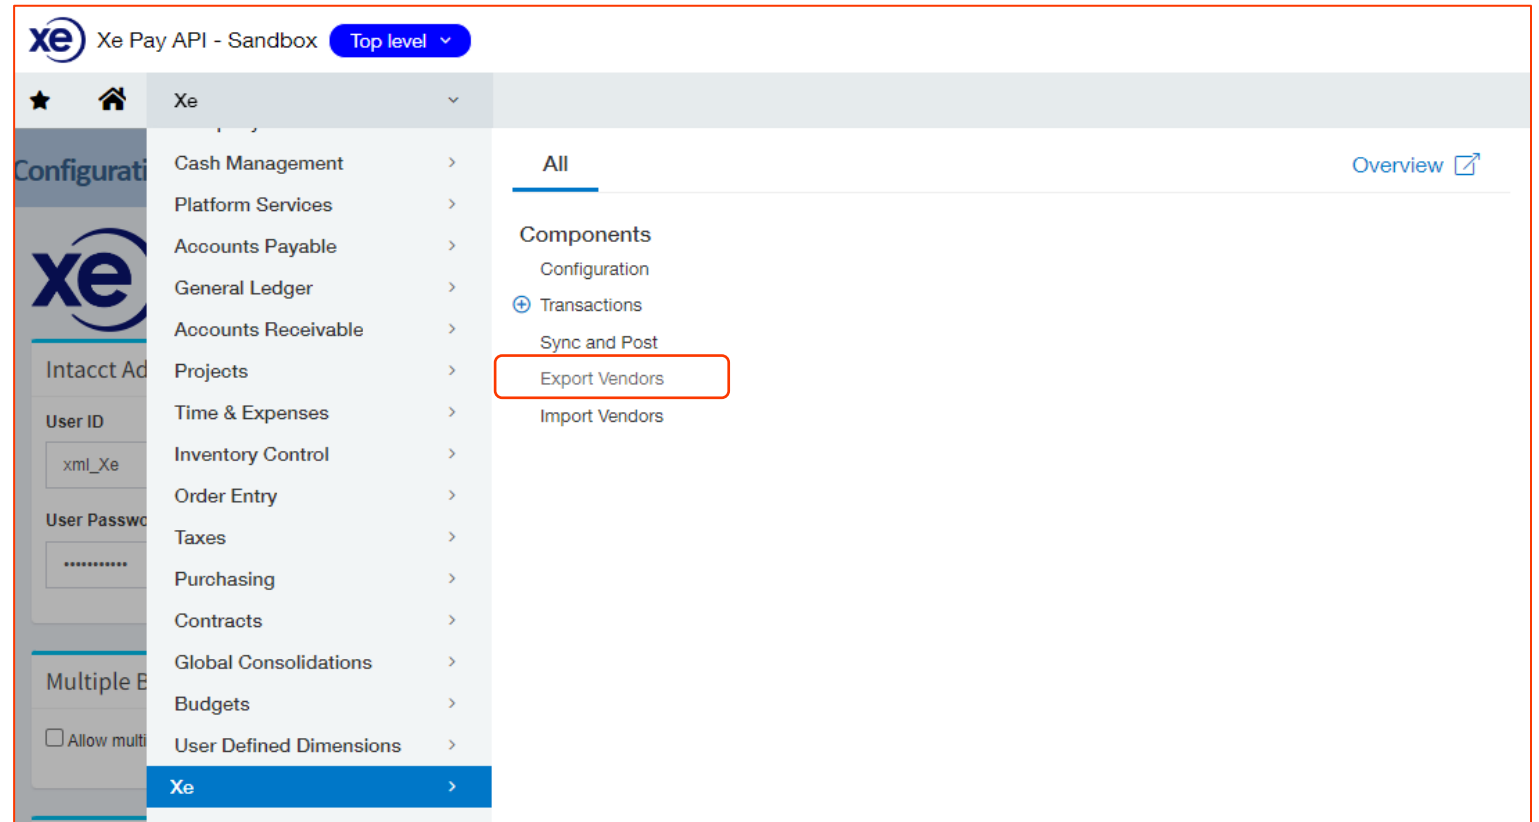 xe Xe Pay API - Sandbox Top level
Xe
Configurati
Cash Management
Platform Services
Accounts Payable
General Ledger
Accounts Receivable
Projects
Time & Expenses
Inventory Control
Order Entry
Taxes
Purchasing
Contracts
Global Consolidations
Budgets
User Defined Dimensions
Xe
All
Overview
Components
Configuration
Transactions
Sync and Post
Export Vendors
Import Vendors
xe
Intacct Ad
User ID
xml_Xe
User Passwo
•••••••••••
Multiple B
Allow multi